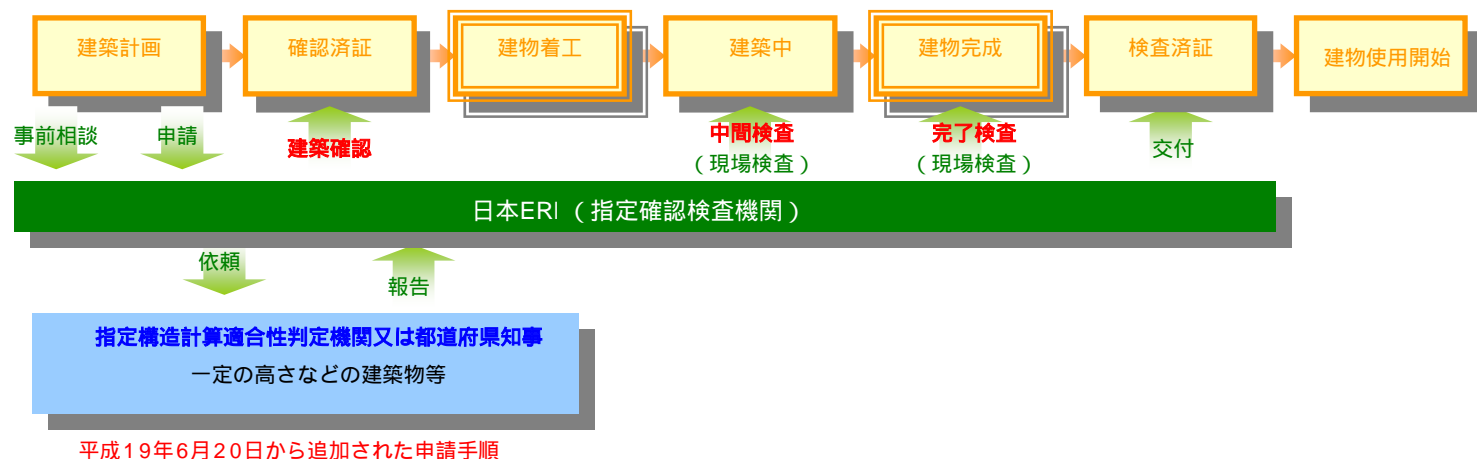 建築計画
確認済証
建物着工
建築中
建物完成
検査済証
建物使用開始
事前相談
申請
建築確認
中間検査
(現場検査)
完了検査
(現場検査)
交付
日本ERI (指定確認検査機関)
依頼
報告
指定構造計算適合性判定機関又は都道府県知事
一定の高さなどの建築物等
平成19年6月20日から追加された申請手順